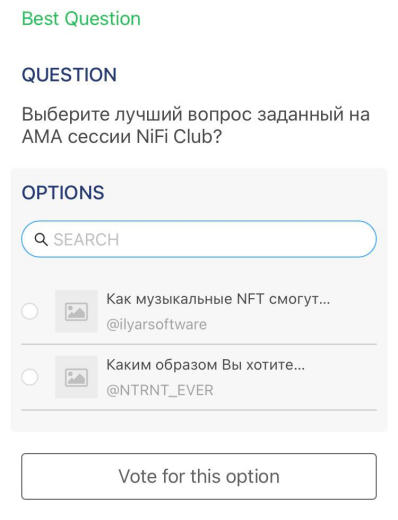 Best Question
QUESTION
Выберите лучший вопрос заданный на
AMA сессии NiFi Club?
OPTIONS
SEARCH
Как музыкальные NFT смогут...
@ilyarsoftware
Каким образом Вы хотите...
@NTRNT_EVER
Vote for this option